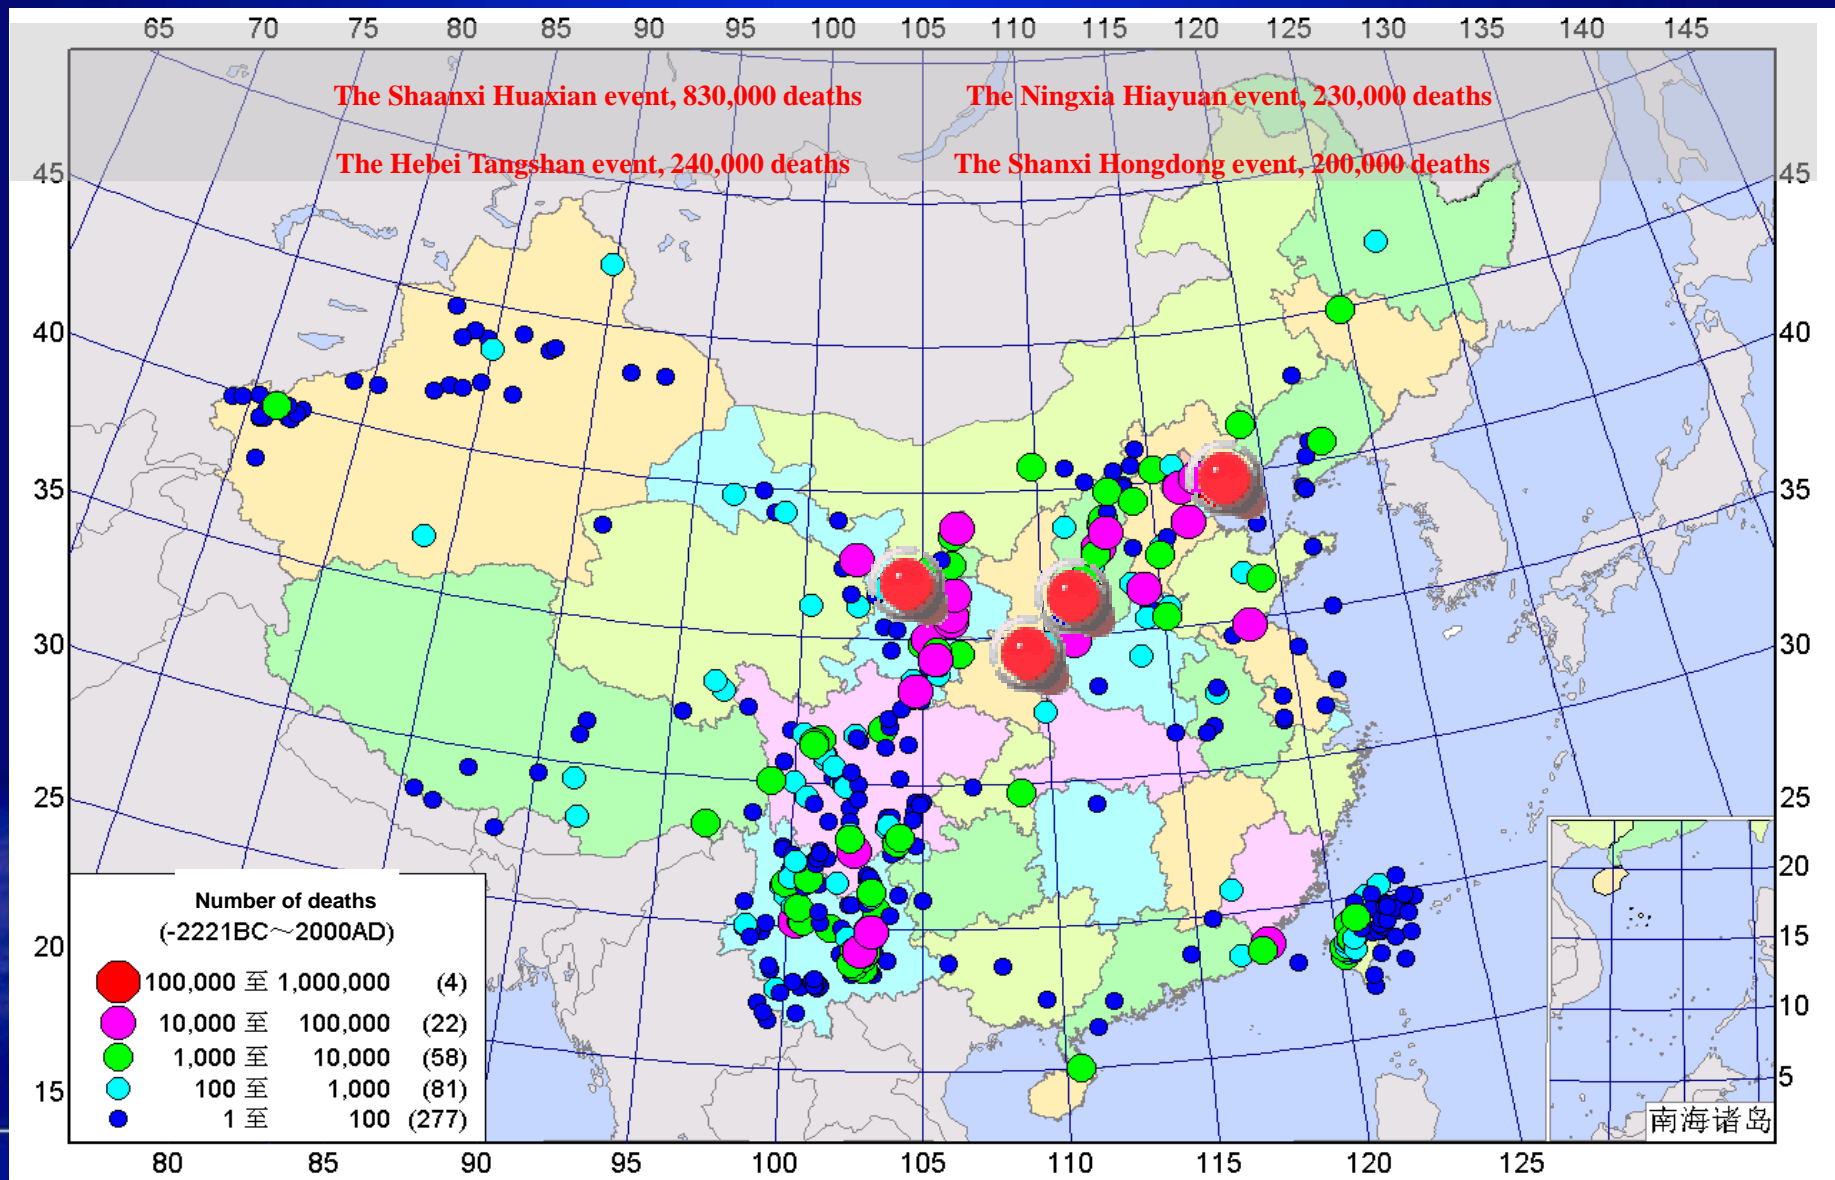 65 70 75 80 85 90 95 100 105 110 115 120 125 130 135 140 145
The Shaanxi Huaxian event, 830,000 deaths The Ningxia Hiayuan event, 230,000 deaths
The Hebei Tangshan event, 240,000 deaths The Shanxi Hongdong event, 200,000 deaths
45 45
40 40
35 35
30 30
25 25
20
20
15
10
5
15
Number of deaths
(-2221BC～2000AD)
100,000 至 1,000,000 (4)
10,000 至 100,000 (22)
1,000 至 10,000 (58)
100 至 1,000 (81)
1 至 100 (277)
南海诸岛
80 85 90 95 100 105 110 115 120 125